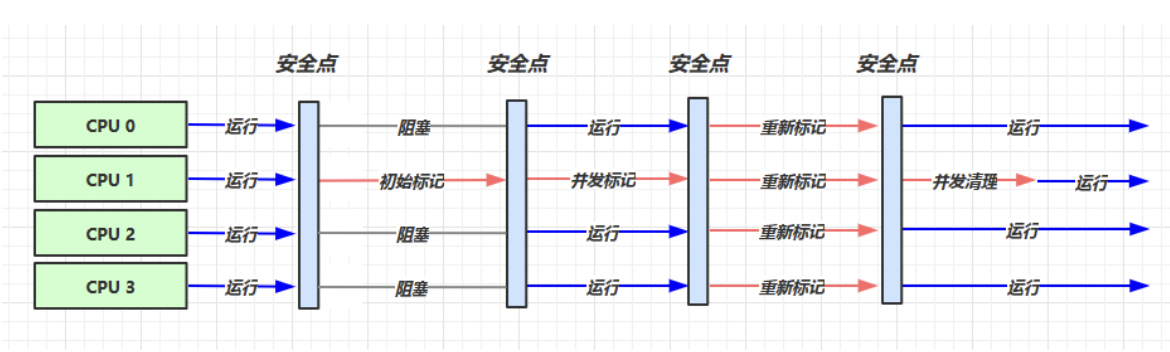 安全点 安全点 安全点 安全点
CPU 0 运行 阻塞 运行 重新标记 运行
CPU 1 运行 初始标记 并发标记 重新标记 并发清理 运行
CPU 2 运行 阻塞 运行 重新标记 运行
CPU 3 运行 阻塞 运行 重新标记 运行